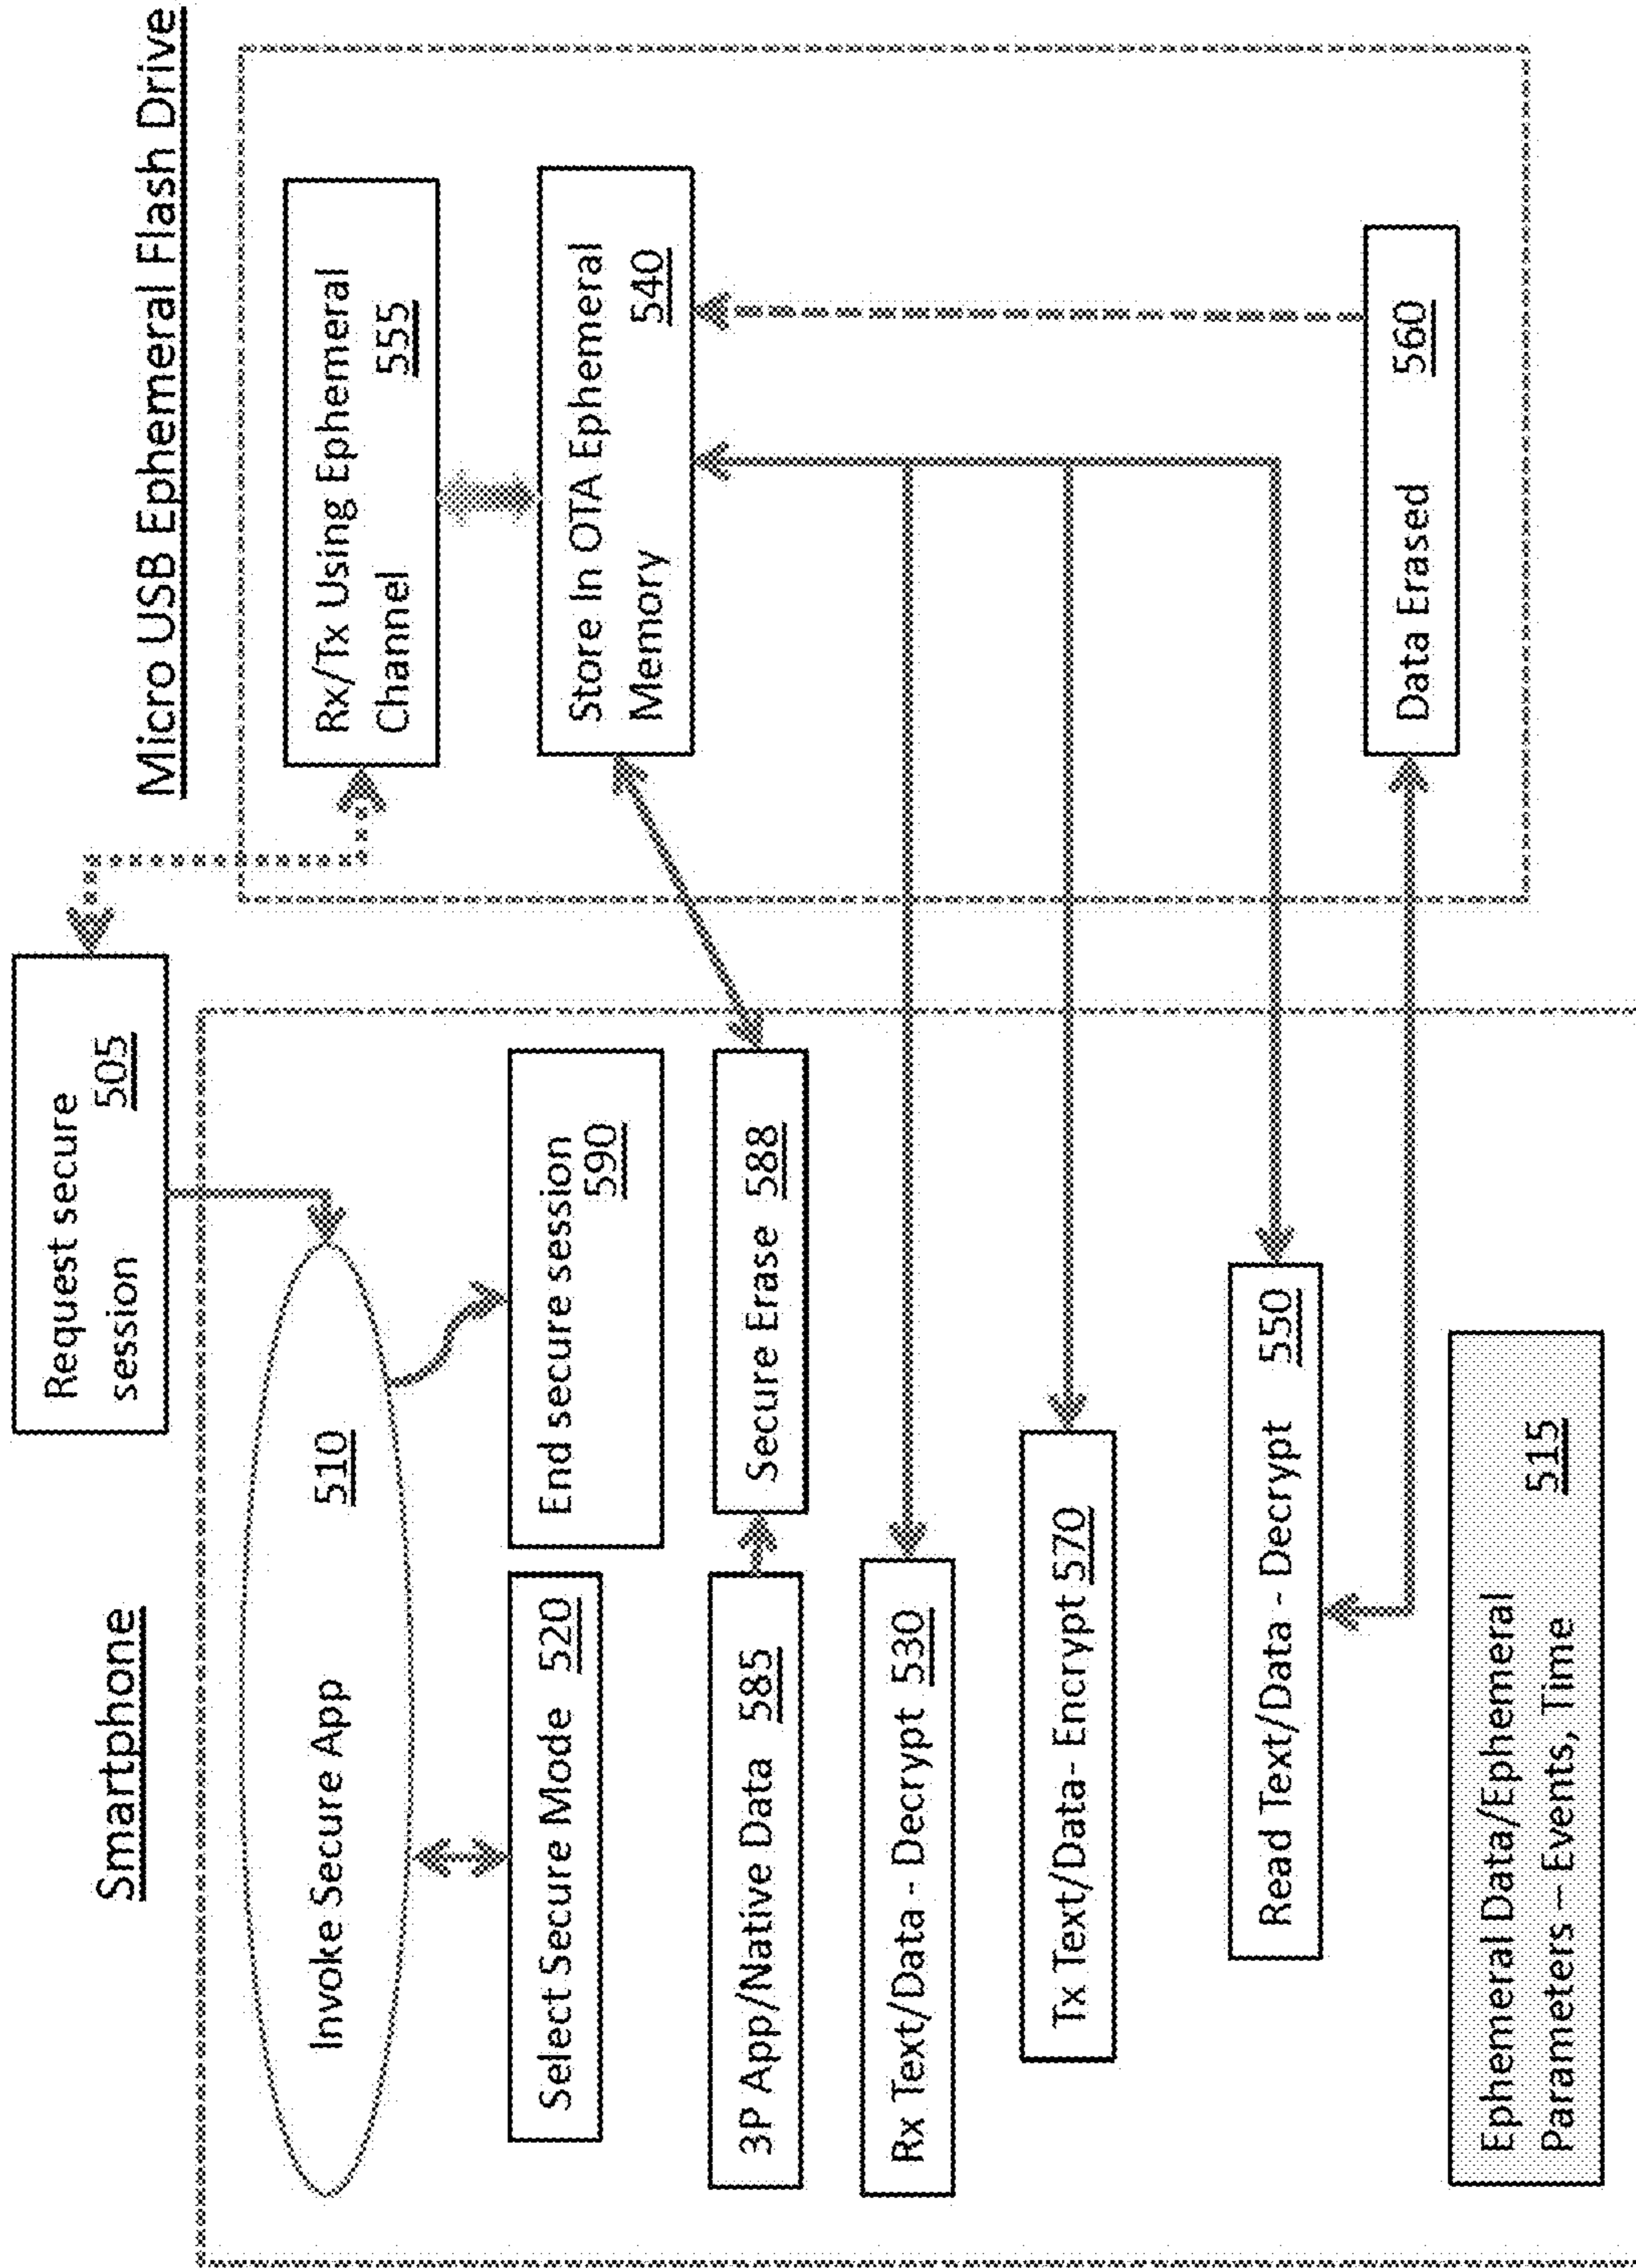 Smartphone
Micro USB Ephemeral Flash Drive
Request secure
session 505
Invoke Secure App 510
Select Secure Mode 520
End secure session
590
3P App/Native Data 585
Secure Erase 588
Rx Text/Data - Decrypt 530
Tx Text/Data- Encrypt 570
Read Text/Data - Decrypt 550
Ephemeral Data/Ephemeral
Parameters – Events, Time 515
Rx/Tx Using Ephemeral
Channel 555
Store In OTA Ephemeral
Memory 540
Data Erased 560